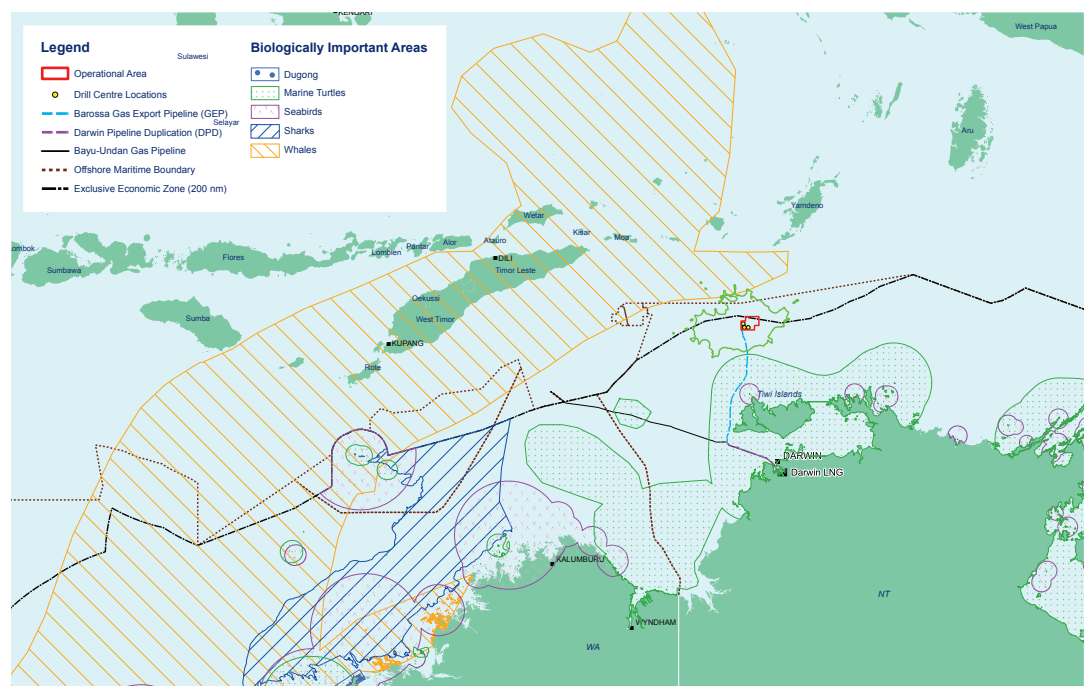 KENDARI
West Papua
Legend
Biologically Important Areas
Sulawesi
Operational Area
Drill Centre Locations
Barossa Gas Export Pipeline (GEP)
Selayar
Darwin Pipeline Duplication (DPD)
Bayu-Undan Gas Pipeline
Offshore Maritime Boundary
Exclusive Economic Zone (200 nm)
Dugong
Marine Turtles
Seabirds
Sharks
Whales
Aru
Yamdeno
Wetar
Kisar
Moa
Alor
Atauro
Pantar
Lomblen
ombok
Flores
Sumbawa
DILI
Timor Leste
Oekussi
Sumba
West Timor
KUPANG
Rote
Tiwi Islands
DARWIN
Darwin LNG
KALUMBURU
WYNDHAM
NT
WA